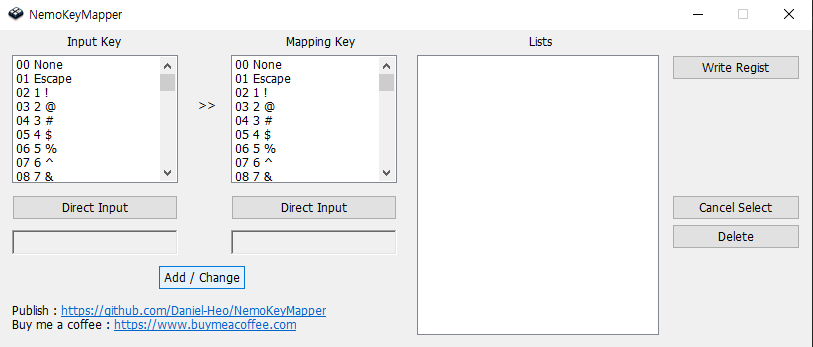 NemoKeyMapper
Input Key
Mapping Key
Lists
00 None
01 Escape
02 1 !
03 2 @
04 3 #
05 4 $
06 5 %
07 6 ^
08 7 &
>>
00 None
01 Escape
02 1 !
03 2 @
04 3 #
05 4 $
06 5 %
07 6 ^
08 7 &
Write Regist
Direct Input
Direct Input
Cancel Select
Delete
Add / Change
Publish : https://github.com/Daniel-Heo/NemoKeyMapper
Buy me a coffee : https://www.buymeacoffee.com